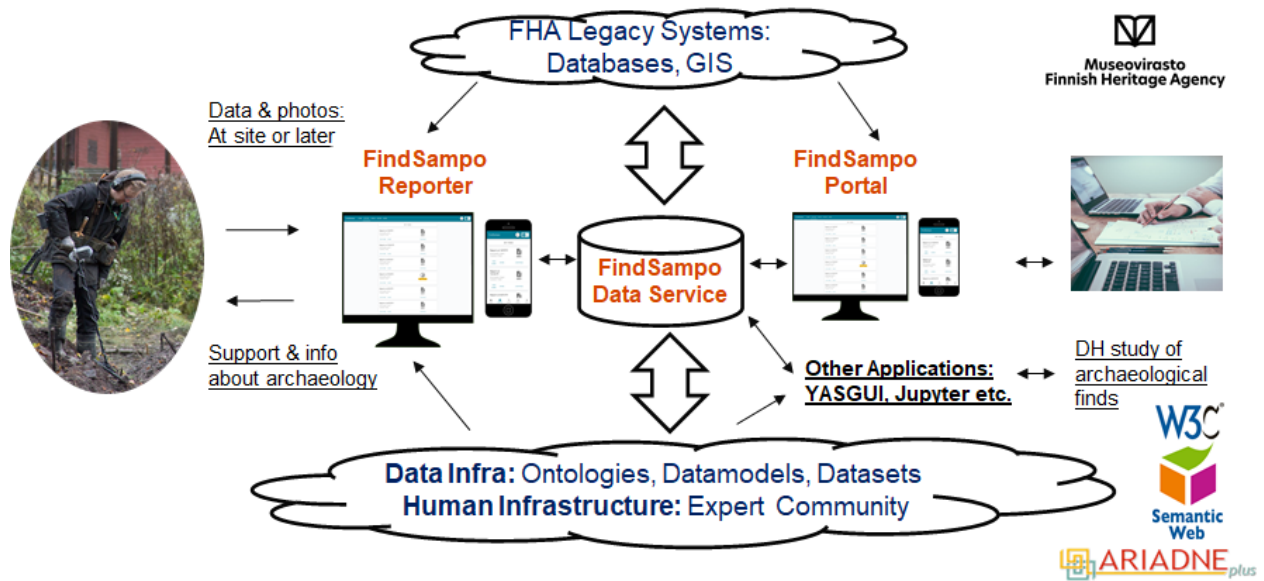 FHA Legacy Systems:
Databases, GIS
Museovirasto
Finnish Heritage Agency
Data & photos:
At site or later
FindSampo
Reporter
FindSampo
Portal
FindSampo
Data Service
Support & info
about archaeology
Other Applications:
YASGUI, Jupyter etc.
DH study of
archaeological
finds
W3C®
Data Infra: Ontologies, Datamodels, Datasets
Human Infrastructure: Expert Community
Semantic
Web
ARIADNE plus